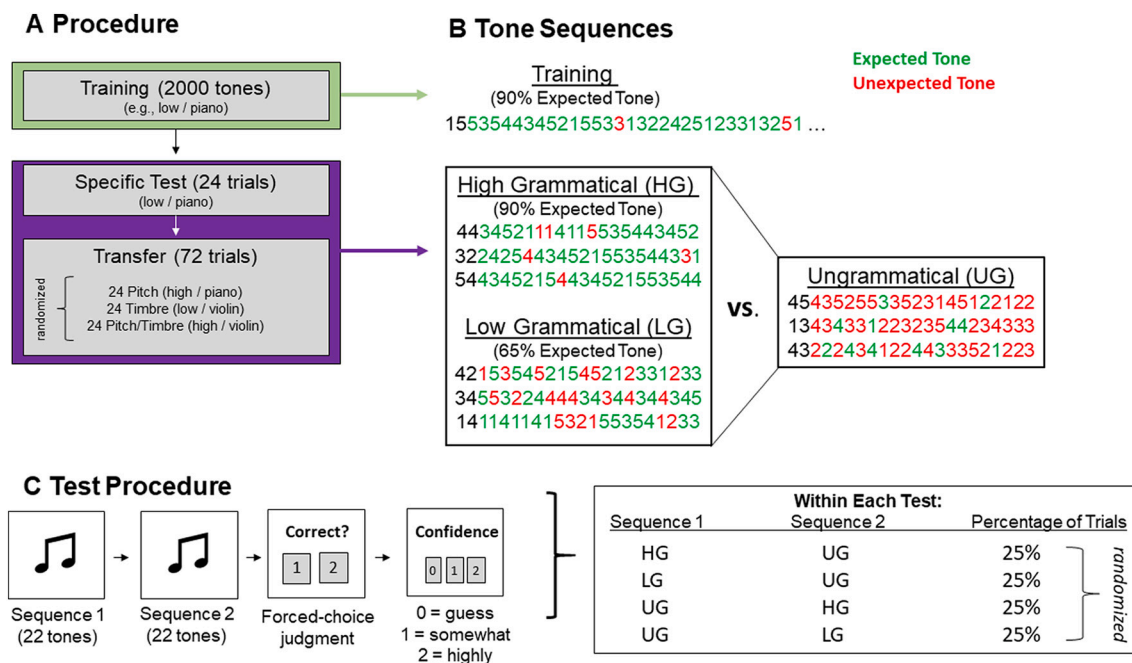 A Procedure
Training (2000 tones)
(e.g., low / piano)
Specific Test (24 trials)
(low / piano)
Transfer (72 trials)
randomized
24 Pitch (high / piano)
24 Timbre (low / violin)
24 Pitch/Timbre (high / violin)
B Tone Sequences
Expected Tone
Unexpected Tone
Training
(90% Expected Tone)
15535443452155331322425123313251 ...
High Grammatical (HG)
(90% Expected Tone)
4434521114115535443452
3224254434521553544331
5443452154434521553544
Low Grammatical (LG)
(65% Expected Tone)
4215354521545212331233
3455322444434344344345
1411411415321553541233
vs.
Ungrammatical (UG)
4543525533523145122122
1343433122323544234333
4322243412244333521223
C Test Procedure
Sequence 1
(22 tones)
Sequence 2
(22 tones)
Correct?
1 2
Forced-choice
judgment
Confidence
0 1 2
0 = guess
1 = somewhat
2 = highly
Within Each Test:
Sequence 1 Sequence 2 Percentage of Trials
HG UG 25%
LG UG 25%
UG HG 25%
UG LG 25%
randomized